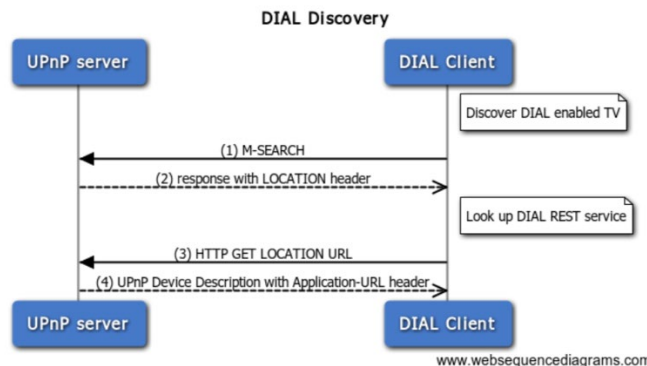 DIAL Discovery
UPnP server
DIAL Client
Discover DIAL enabled TV
(1) M-SEARCH
(2) response with LOCATION header
Look up DIAL REST service
(3) HTTP GET LOCATION URL
(4) UPnP Device Description with Application-URL header
UPnP server
DIAL Client
www.websequencediagrams.com